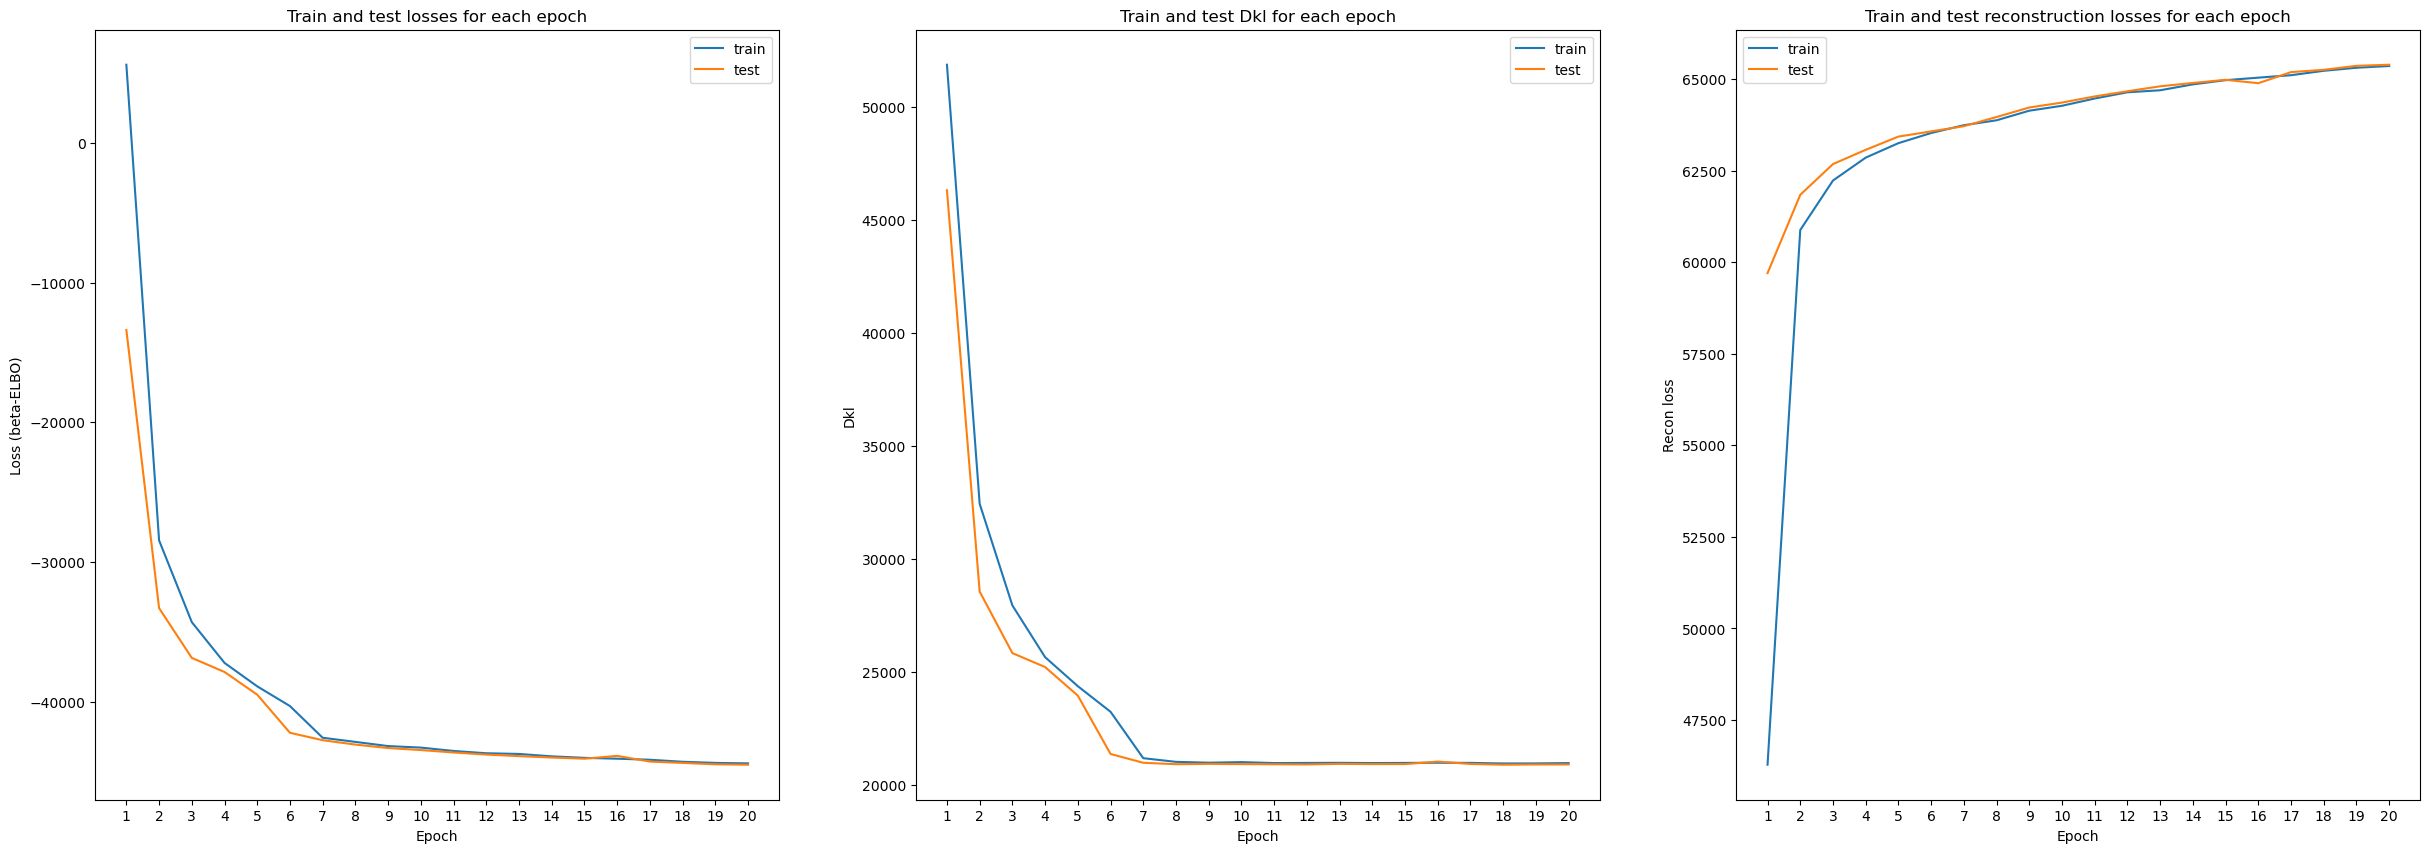 Train and test losses for each epoch
train
test
0
−10000
−20000
−30000
−40000
Loss (beta-ELBO)
1 2 3 4 5 6 7 8 9 10 11 12 13 14 15 16 17 18 19 20
Epoch
Train and test Dkl for each epoch
train
test
50000
45000
40000
35000
30000
25000
20000
Dkl
1 2 3 4 5 6 7 8 9 10 11 12 13 14 15 16 17 18 19 20
Epoch
Train and test reconstruction losses for each epoch
train
test
65000
62500
60000
57500
55000
52500
50000
47500
Recon loss
1 2 3 4 5 6 7 8 9 10 11 12 13 14 15 16 17 18 19 20
Epoch